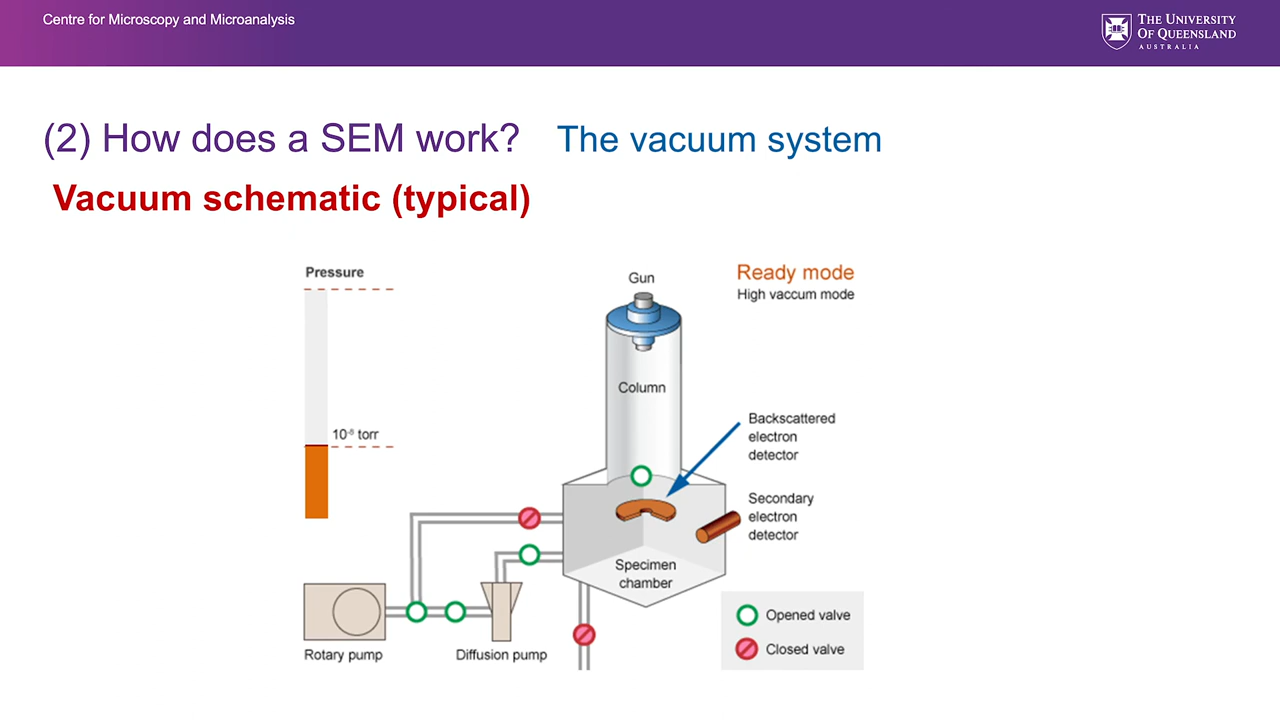 Centre for Microscopy and Microanalysis
THE UNIVERSITY
OF QUEENSLAND
AUSTRALIA
(2) How does a SEM work? The vacuum system
Vacuum schematic (typical)
Pressure
10⁻⁵ torr
Gun
Ready mode
High vaccum mode
Column
Backscattered
electron
detector
Secondary
electron
detector
Specimen
chamber
Rotary pump
Diffusion pump
Opened valve
Closed valve